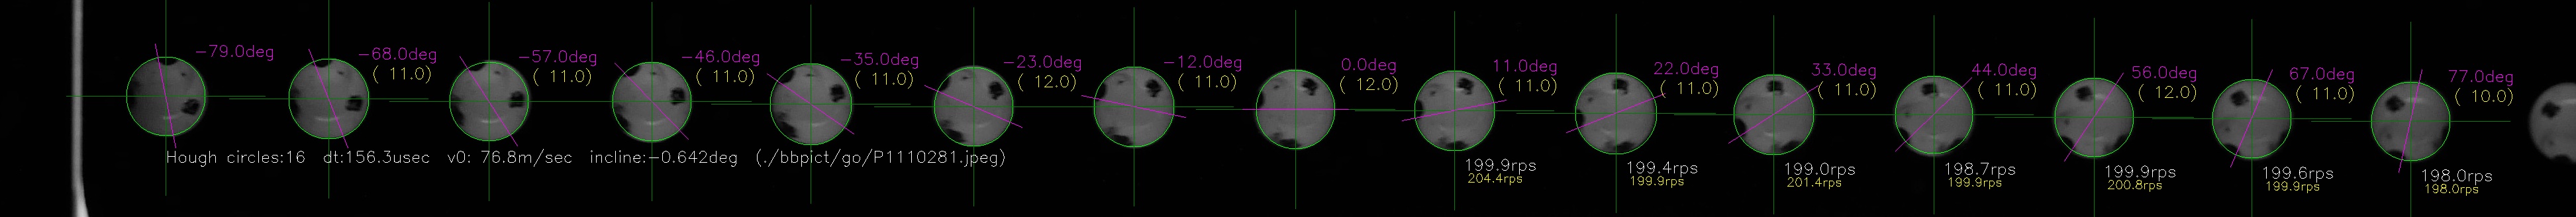 −79.0deg
−68.0deg
( 11.0)
−57.0deg
( 11.0)
−46.0deg
( 11.0)
−35.0deg
( 11.0)
−23.0deg
( 12.0)
−12.0deg
( 11.0)
0.0deg
( 12.0)
11.0deg
( 11.0)
22.0deg
( 11.0)
33.0deg
( 11.0)
44.0deg
( 11.0)
56.0deg
( 12.0)
67.0deg
( 11.0)
77.0deg
( 10.0)
Hough circles:16 dt:156.3usec v0: 76.8m/sec incline:−0.642deg (./bbpict/go/P1110281.jpeg)
199.9rps
204.4rps
199.4rps
199.9rps
199.0rps
201.4rps
198.7rps
199.9rps
199.9rps
200.8rps
199.6rps
199.9rps
198.0rps
198.0rps